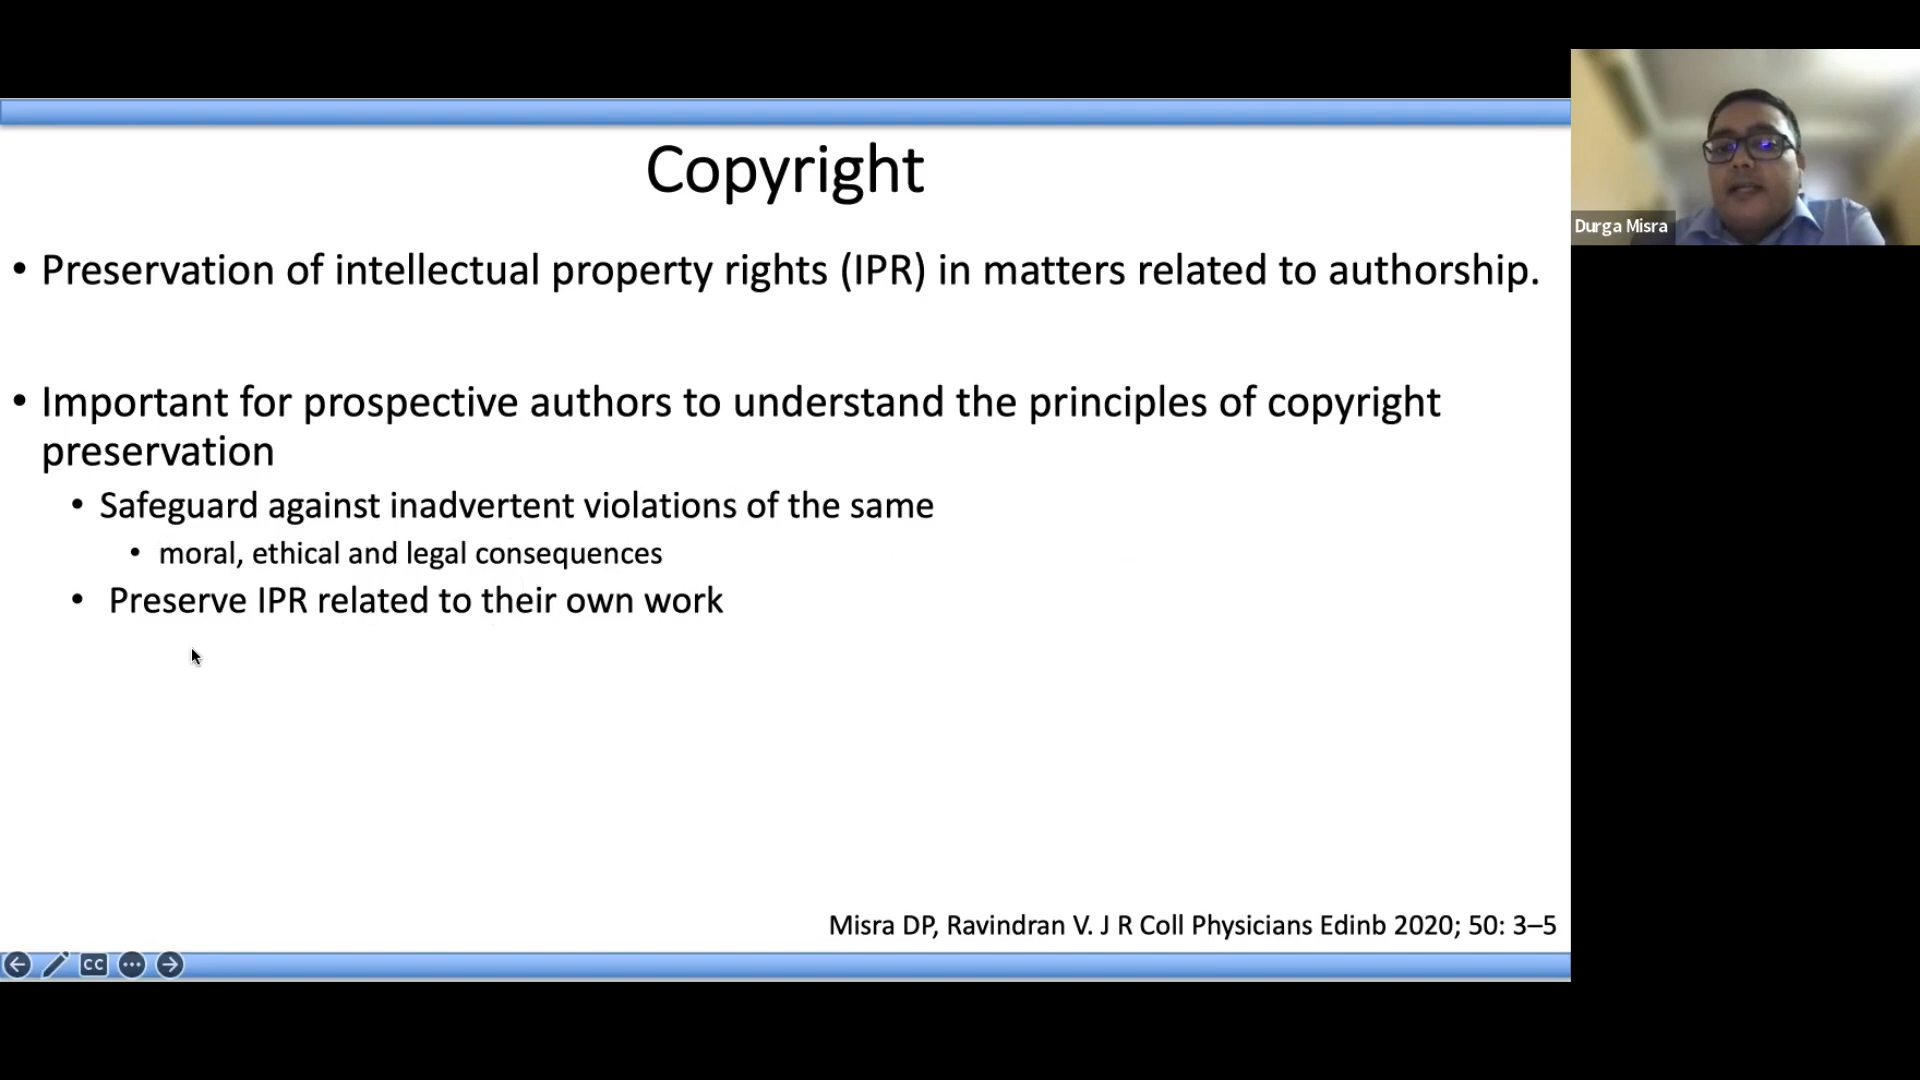 Copyright
• Preservation of intellectual property rights (IPR) in matters related to authorship.
• Important for prospective authors to understand the principles of copyright
preservation
• Safeguard against inadvertent violations of the same
• moral, ethical and legal consequences
• Preserve IPR related to their own work
Misra DP, Ravindran V. J R Coll Physicians Edinb 2020; 50: 3–5
CC
Durga Misra